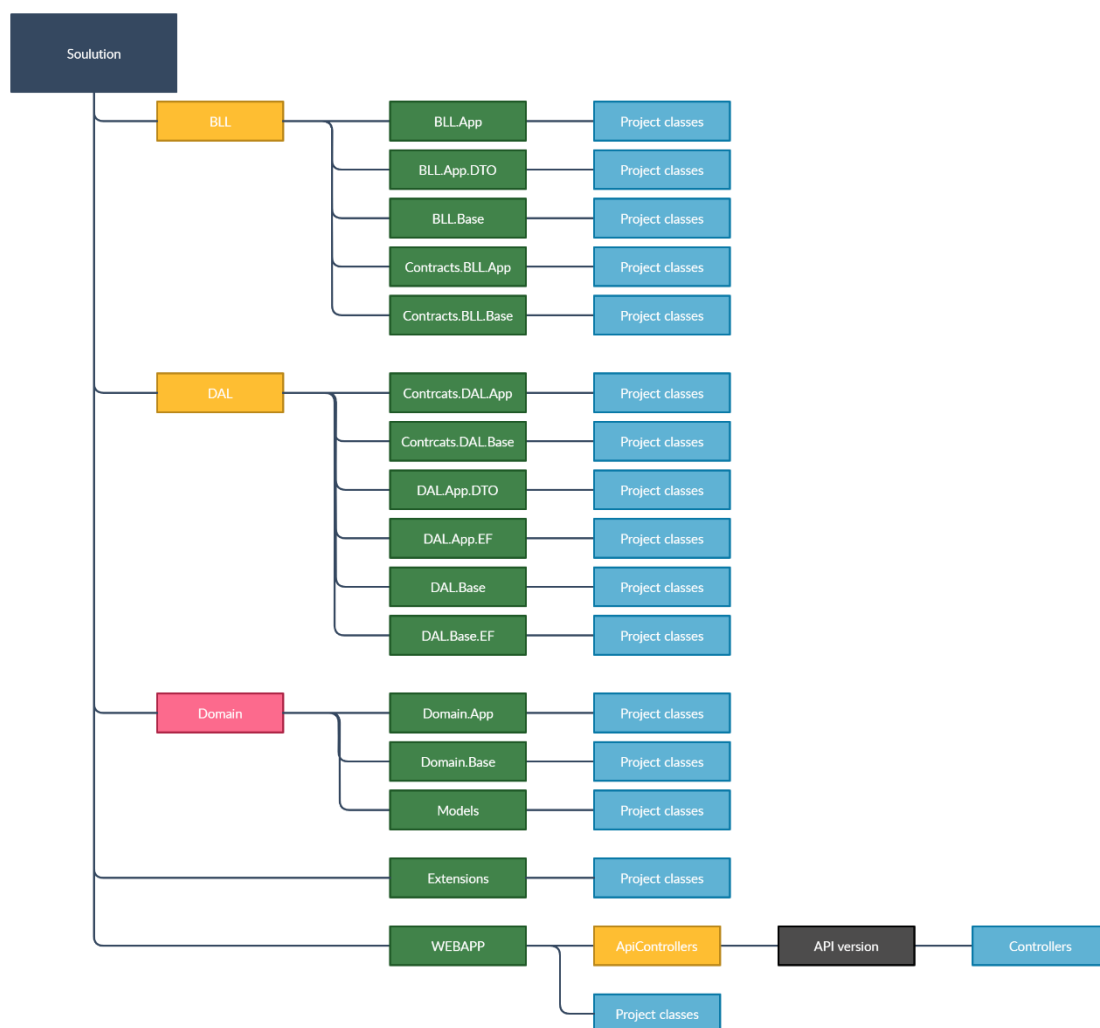 Soulution
BLL
BLL.App
Project classes
BLL.App.DTO
Project classes
BLL.Base
Project classes
Contracts.BLL.App
Project classes
Contracts.BLL.Base
Project classes
DAL
Contrcats.DAL.App
Project classes
Contrcats.DAL.Base
Project classes
DAL.App.DTO
Project classes
DAL.App.EF
Project classes
DAL.Base
Project classes
DAL.Base.EF
Project classes
Domain
Domain.App
Project classes
Domain.Base
Project classes
Models
Project classes
Extensions
Project classes
WEBAPP
ApiControllers
API version
Controllers
Project classes